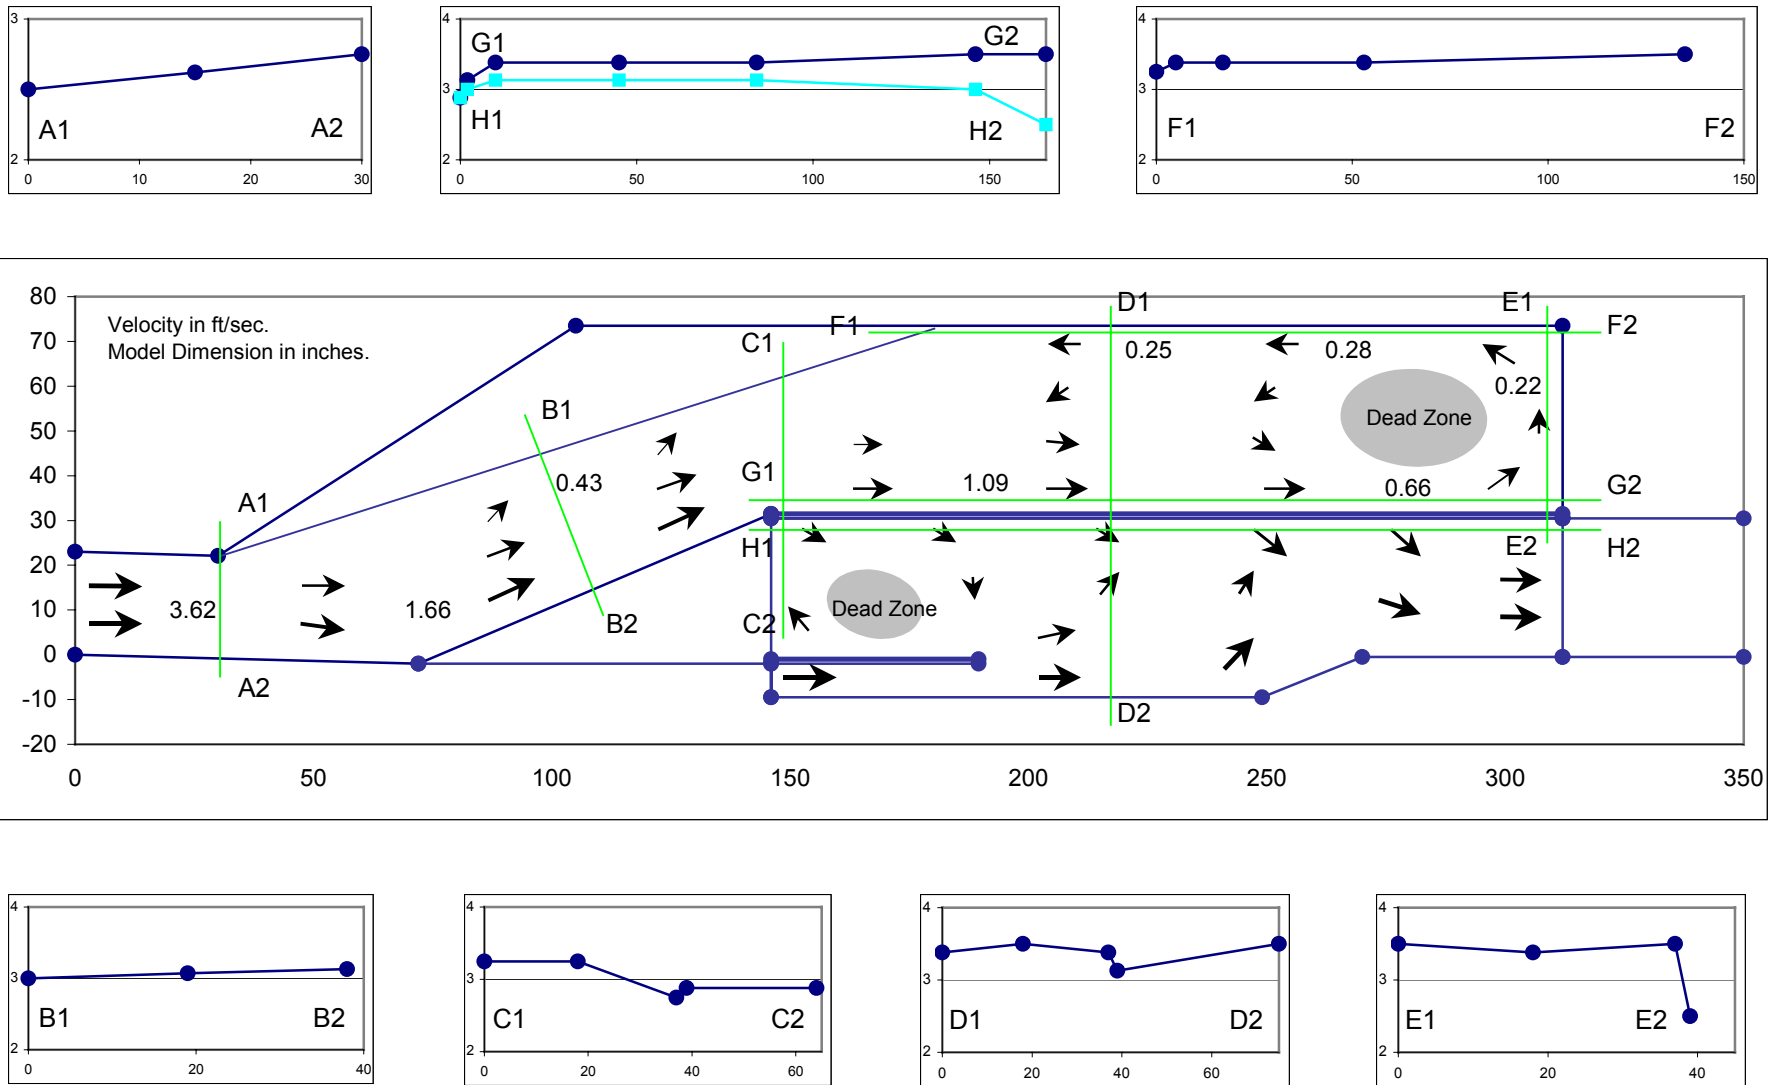 3
2
A1
A2
0
10
20
30
4
3
2
G1
G2
H1
H2
0
50
100
150
4
3
2
F1
F2
0
50
100
150
80
70
60
50
40
30
20
10
0
-10
-20
Velocity in ft/sec.
Model Dimension in inches.
D1
E1
F1
F2
C1
0.25
0.28
0.22
B1
Dead Zone
G1
0.43
1.09
0.66
G2
A1
H1
E2
H2
3.62
1.66
B2
C2
Dead Zone
A2
D2
0
50
100
150
200
250
300
350
4
3
2
B1
B2
0
20
40
4
3
2
C1
C2
0
20
40
60
4
3
2
D1
D2
0
20
40
60
4
3
2
E1
E2
0
20
40